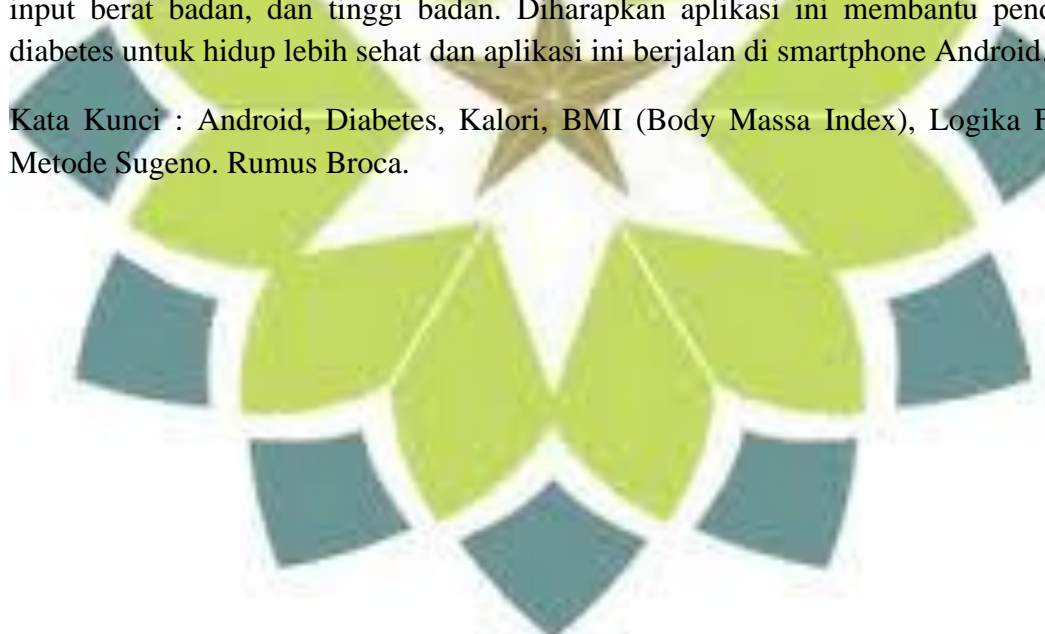 input berat badan, dan tinggi badan. Diharapkan aplikasi ini membantu
diabetes untuk hidup lebih sehat dan aplikasi ini berjalan di smartphone Android.
Kata Kunci : Android, Diabetes, Kalori, BMI (Body Massa Index), Logika
Metode Sugeno. Rumus Broca.